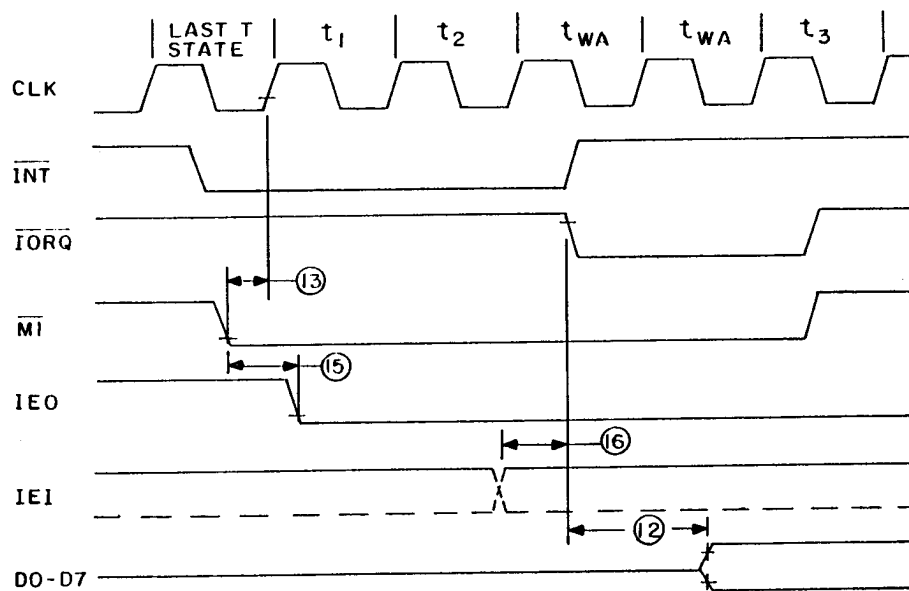 LAST T STATE t1 t2 tWA tWA t3
CLK
INT
IORQ
13
M1
15
IEO
16
IEI
12
D0-D7